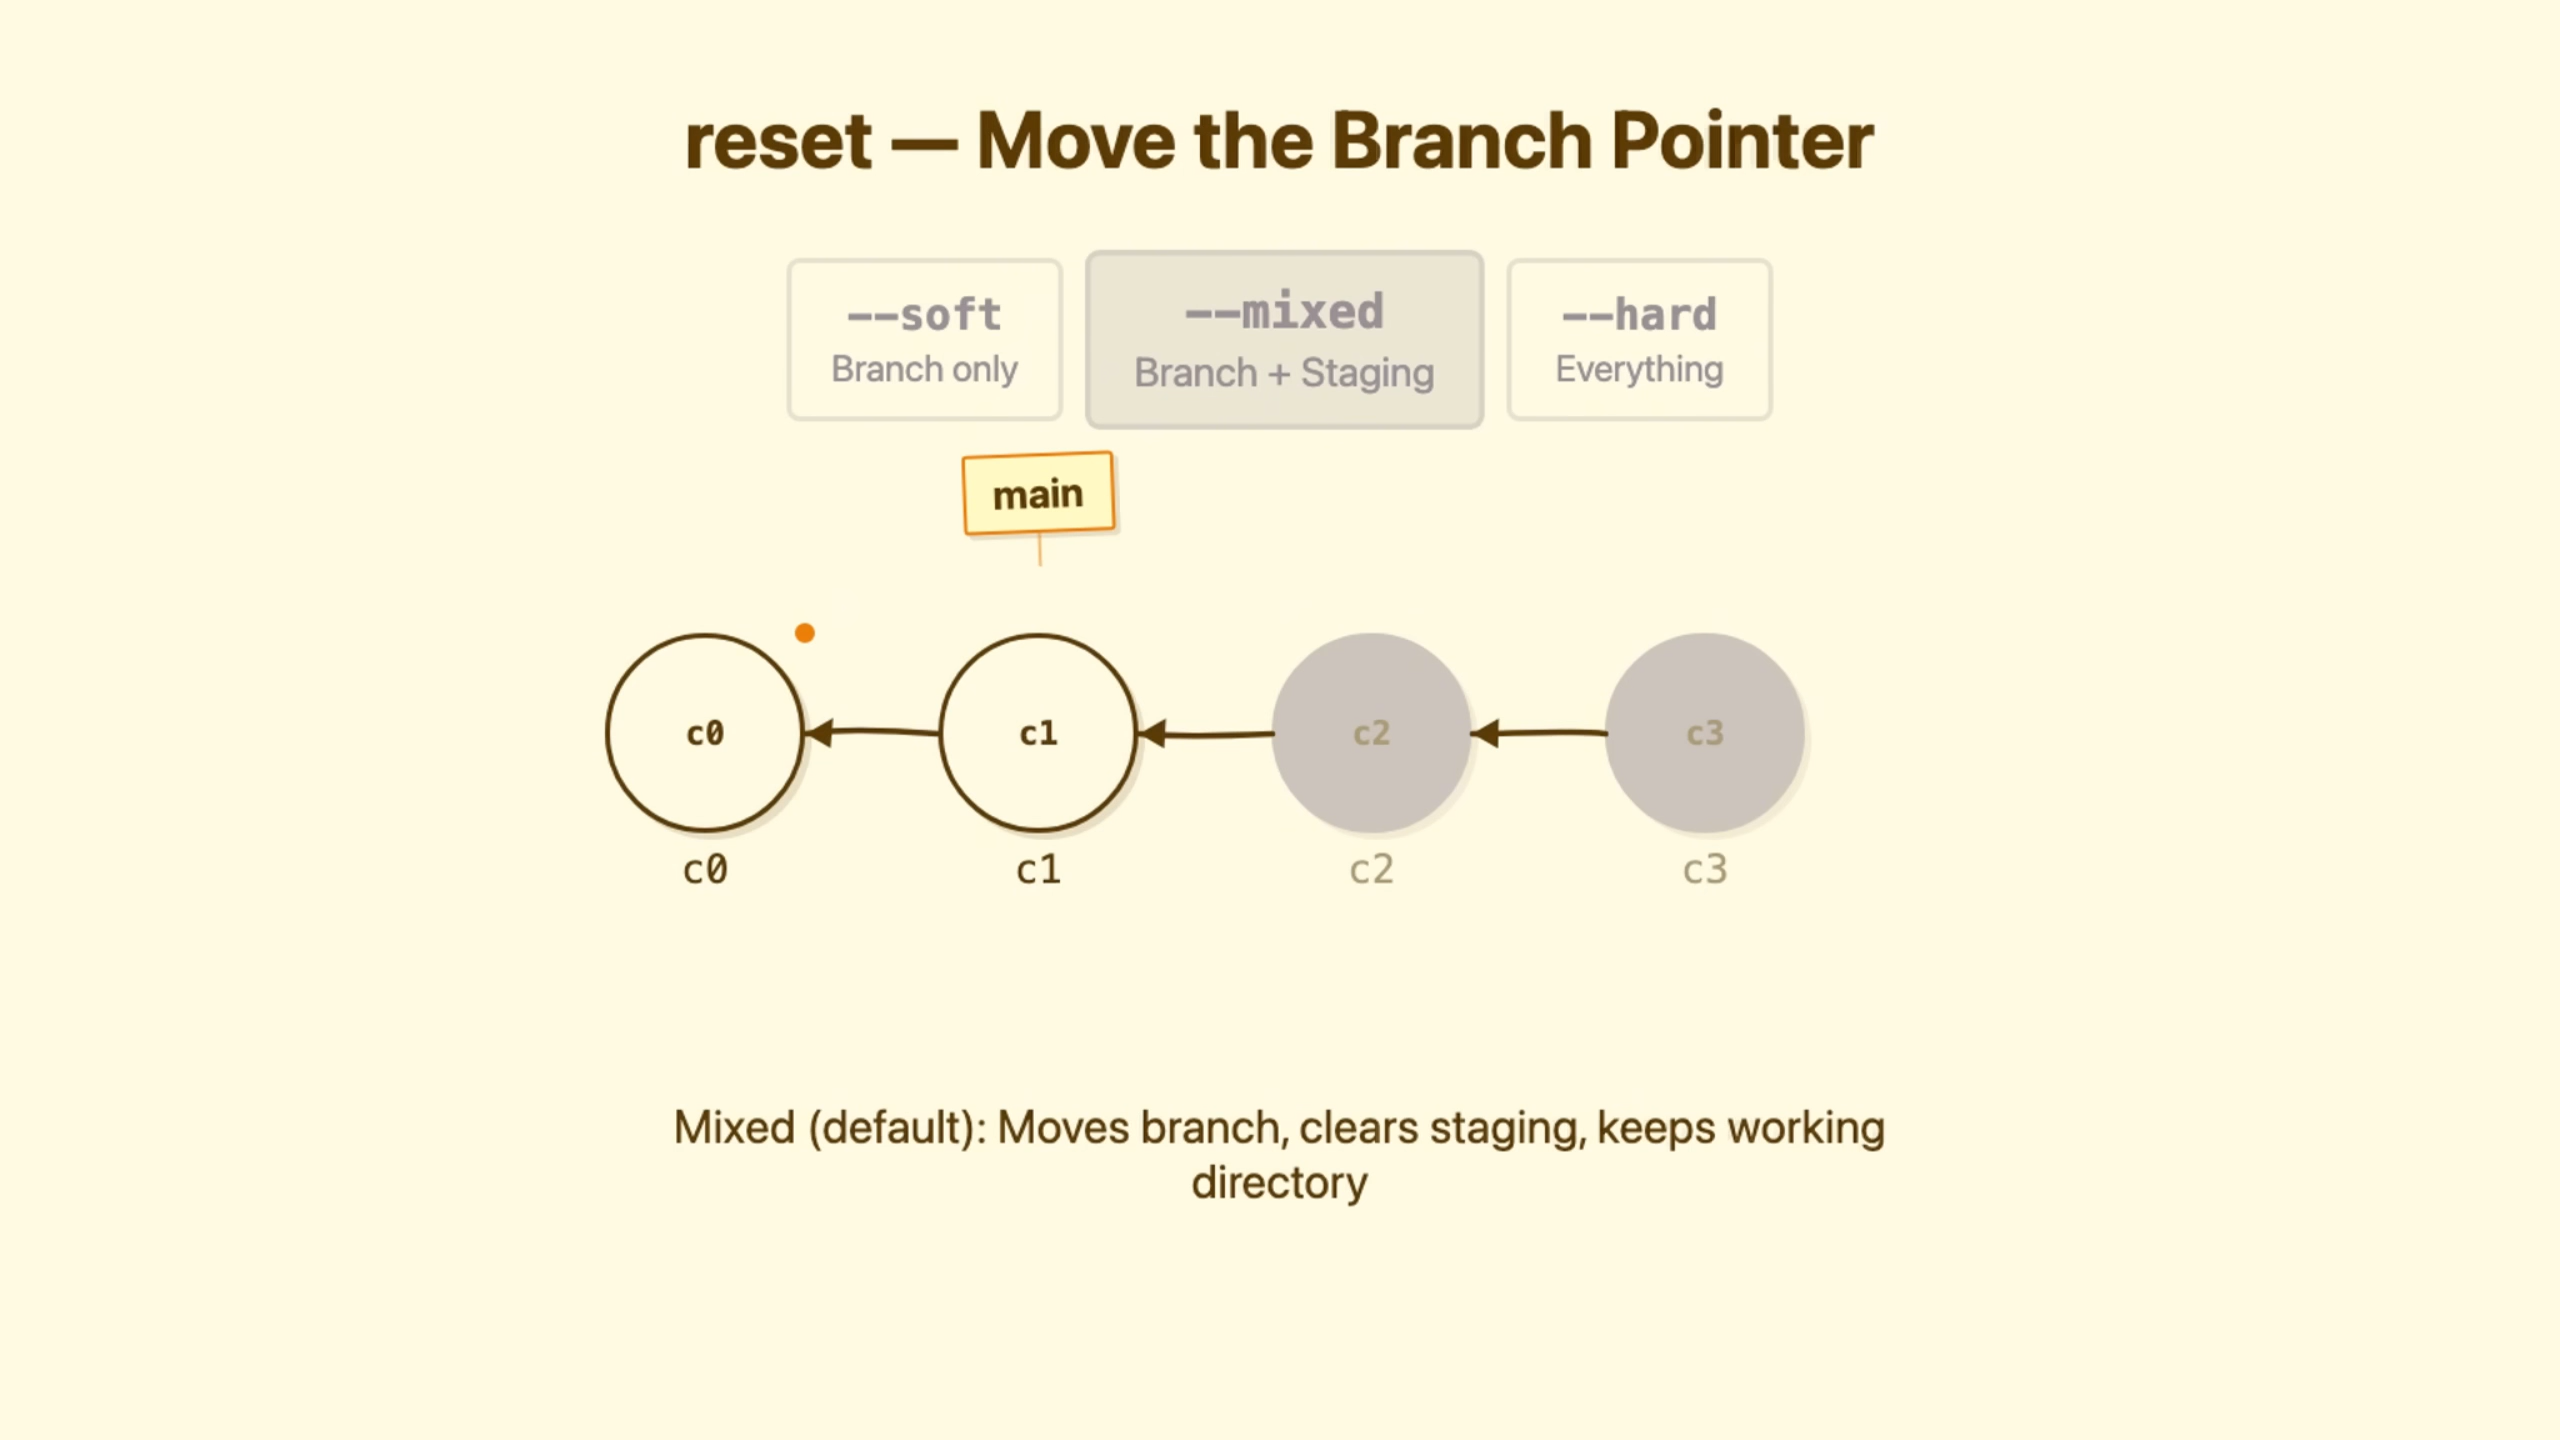 reset — Move the Branch Pointer
--soft
Branch only
--mixed
Branch + Staging
--hard
Everything
main
c0
c1
c2
c3
c0
c1
c2
c3
Mixed (default): Moves branch, clears staging, keeps working
directory